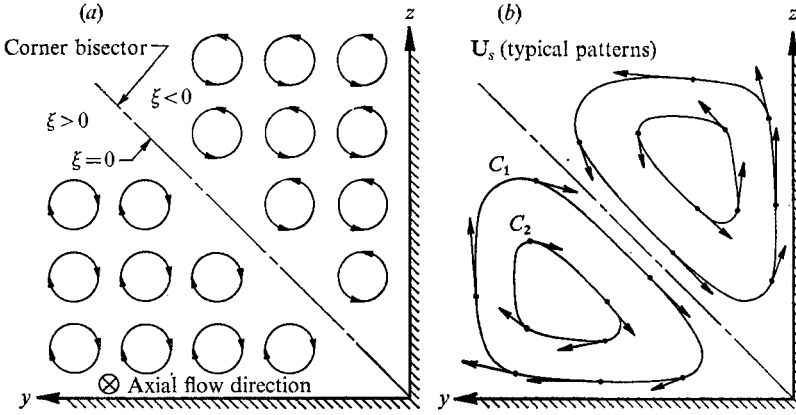 (a)
z
Corner bisector
ξ<0
ξ>0
ξ=0
⊗ Axial flow direction
y
(b)
z
U_s (typical patterns)
C_1
C_2
y